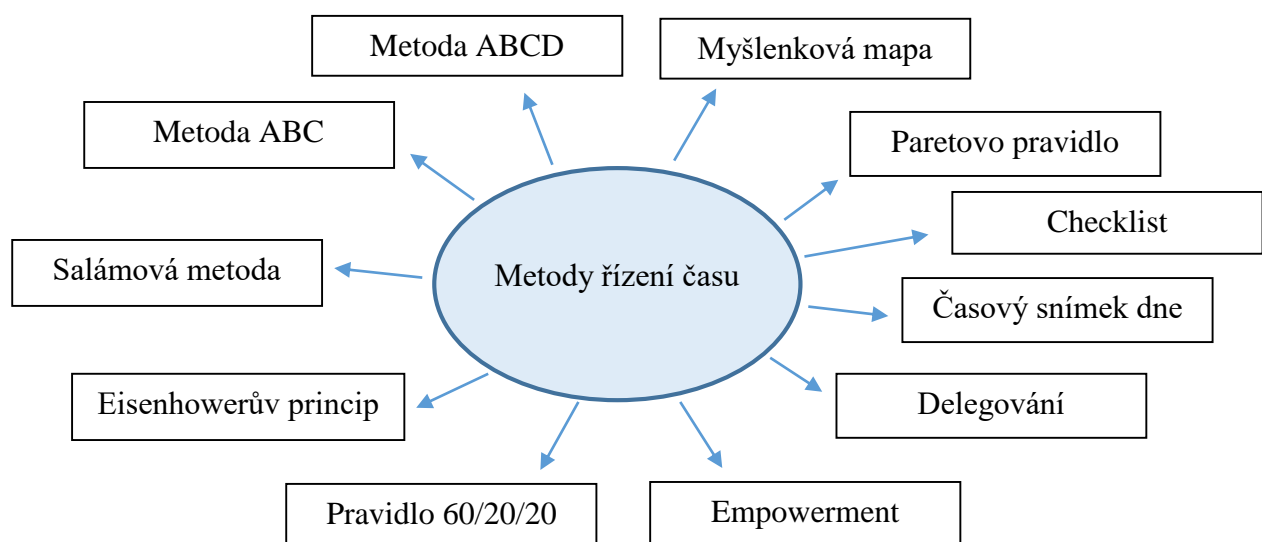 Metoda ABCD
Myšlenková mapa
Metoda ABC
Paretovo pravidlo
Checklist
Salámová metoda
Metody řízení času
Časový snímek dne
Eisenhowerův princip
Delegování
Pravidlo 60/20/20
Empowerment